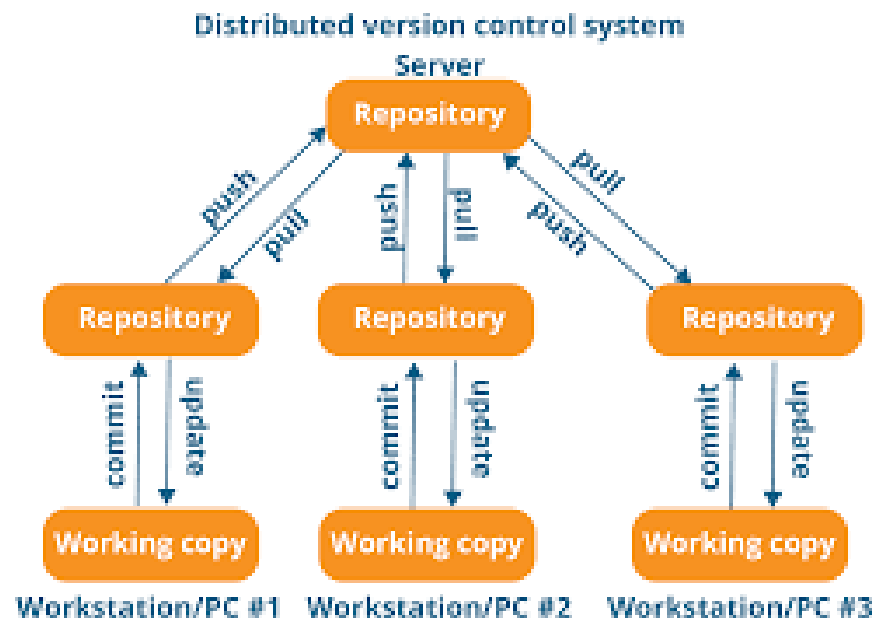 Distributed version control system
Server
Repository
push
pull
push
pull
push
pull
Repository
Repository
Repository
commit
update
commit
update
commit
update
Working copy
Working copy
Working copy
Workstation/PC #1
Workstation/PC #2
Workstation/PC #3